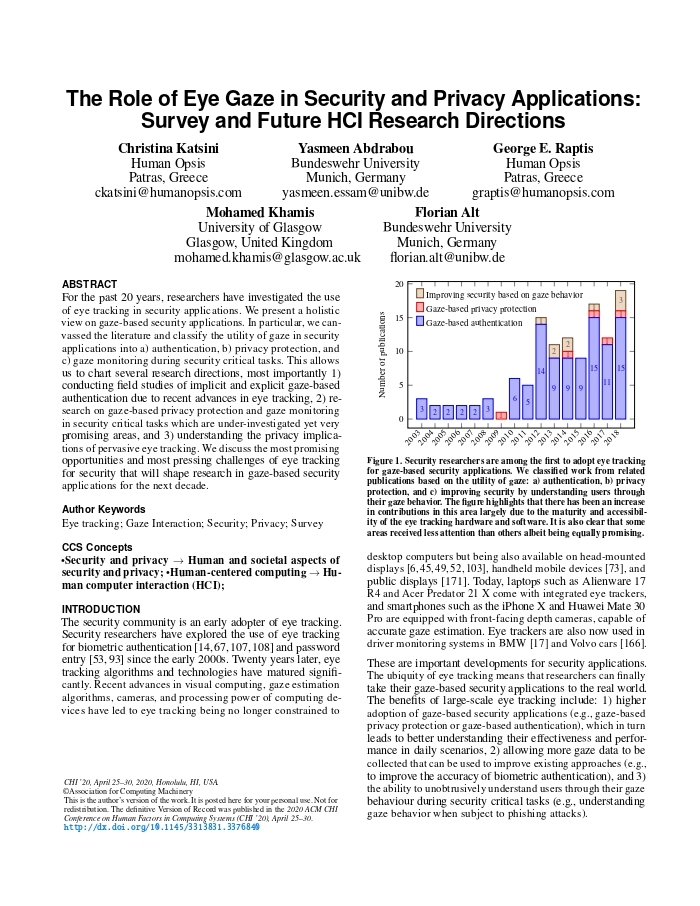 The Role of Eye Gaze in Security and Privacy Applications:
Survey and Future HCI Research Directions
Christina Katsini
Human Opsis
Patras, Greece
ckatsini@humanopsis.com
Yasmeen Abdrabou
Bundeswehr University
Munich, Germany
yasmeen.essam@unibw.de
George E. Raptis
Human Opsis
Patras, Greece
graptis@humanopsis.com
Mohamed Khamis
University of Glasgow
Glasgow, United Kingdom
mohamed.khamis@glasgow.ac.uk
Florian Alt
Bundeswehr University
Munich, Germany
florian.alt@unibw.de
ABSTRACT
For the past 20 years, researchers have investigated the use
of eye tracking in security applications. We present a holistic
view on gaze-based security applications. In particular, we can-
vassed the literature and classify the utility of gaze in security
applications into a) authentication, b) privacy protection, and
c) gaze monitoring during security critical tasks. This allows
us to chart several research directions, most importantly 1)
conducting field studies of implicit and explicit gaze-based
authentication due to recent advances in eye tracking, 2) re-
search on gaze-based privacy protection and gaze monitoring
in security critical tasks which are under-investigated yet very
promising areas, and 3) understanding the privacy implica-
tions of pervasive eye tracking. We discuss the most promising
opportunities and most pressing challenges of eye tracking
for security that will shape research in gaze-based security
applications for the next decade.
Author Keywords
Eye tracking; Gaze Interaction; Security; Privacy; Survey
CCS Concepts
•Security and privacy → Human and societal aspects of
security and privacy; •Human-centered computing → Hu-
man computer interaction (HCI);
INTRODUCTION
The security community is an early adopter of eye tracking.
Security researchers have explored the use of eye tracking
for biometric authentication [14,67,107,108] and password
entry [53,93] since the early 2000s. Twenty years later, eye
tracking algorithms and technologies have matured signifi-
cantly. Recent advances in visual computing, gaze estimation
algorithms, cameras, and processing power of computing de-
vices have led to eye tracking being no longer constrained to
CHI '20, April 25–30, 2020, Honolulu, HI, USA.
©Association for Computing Machinery
This is the author's version of the work. It is posted here for your personal use. Not for
redistribution. The definitive Version of Record was published in the 2020 ACM CHI
Conference on Human Factors in Computing Systems (CHI '20), April 25–30.
http://dx.doi.org/10.1145/3313831.3376840
Number of publications
20
15
10
5
0
Improving security based on gaze behavior
Gaze-based privacy protection
Gaze-based authentication
3 2 2 2 2 3 1 6 5 14 1 9 2 9 1 2 9 15 1 1 11 1 15 1 3
2003 2004 2005 2006 2007 2008 2009 2010 2011 2012 2013 2014 2015 2016 2017 2018
Figure 1. Security researchers are among the first to adopt eye tracking
for gaze-based security applications. We classified work from related
publications based on the utility of gaze: a) authentication, b) privacy
protection, and c) improving security by understanding users through
their gaze behavior. The figure highlights that there has been an increase
in contributions in this area largely due to the maturity and accessibil-
ity of the eye tracking hardware and software. It is also clear that some
areas received less attention than others albeit being equally promising.
desktop computers but being also available on head-mounted
displays [6,45,49,52,103], handheld mobile devices [73], and
public displays [171]. Today, laptops such as Alienware 17
R4 and Acer Predator 21 X come with integrated eye trackers,
and smartphones such as the iPhone X and Huawei Mate 30
Pro are equipped with front-facing depth cameras, capable of
accurate gaze estimation. Eye trackers are also now used in
driver monitoring systems in BMW [17] and Volvo cars [166].
These are important developments for security applications.
The ubiquity of eye tracking means that researchers can finally
take their gaze-based security applications to the real world.
The benefits of large-scale eye tracking include: 1) higher
adoption of gaze-based security applications (e.g., gaze-based
privacy protection or gaze-based authentication), which in turn
leads to better understanding their effectiveness and perfor-
mance in daily scenarios, 2) allowing more gaze data to be
collected that can be used to improve existing approaches (e.g.,
to improve the accuracy of biometric authentication), and 3)
the ability to unobtrusively understand users through their gaze
behaviour during security critical tasks (e.g., understanding
gaze behavior when subject to phishing attacks).